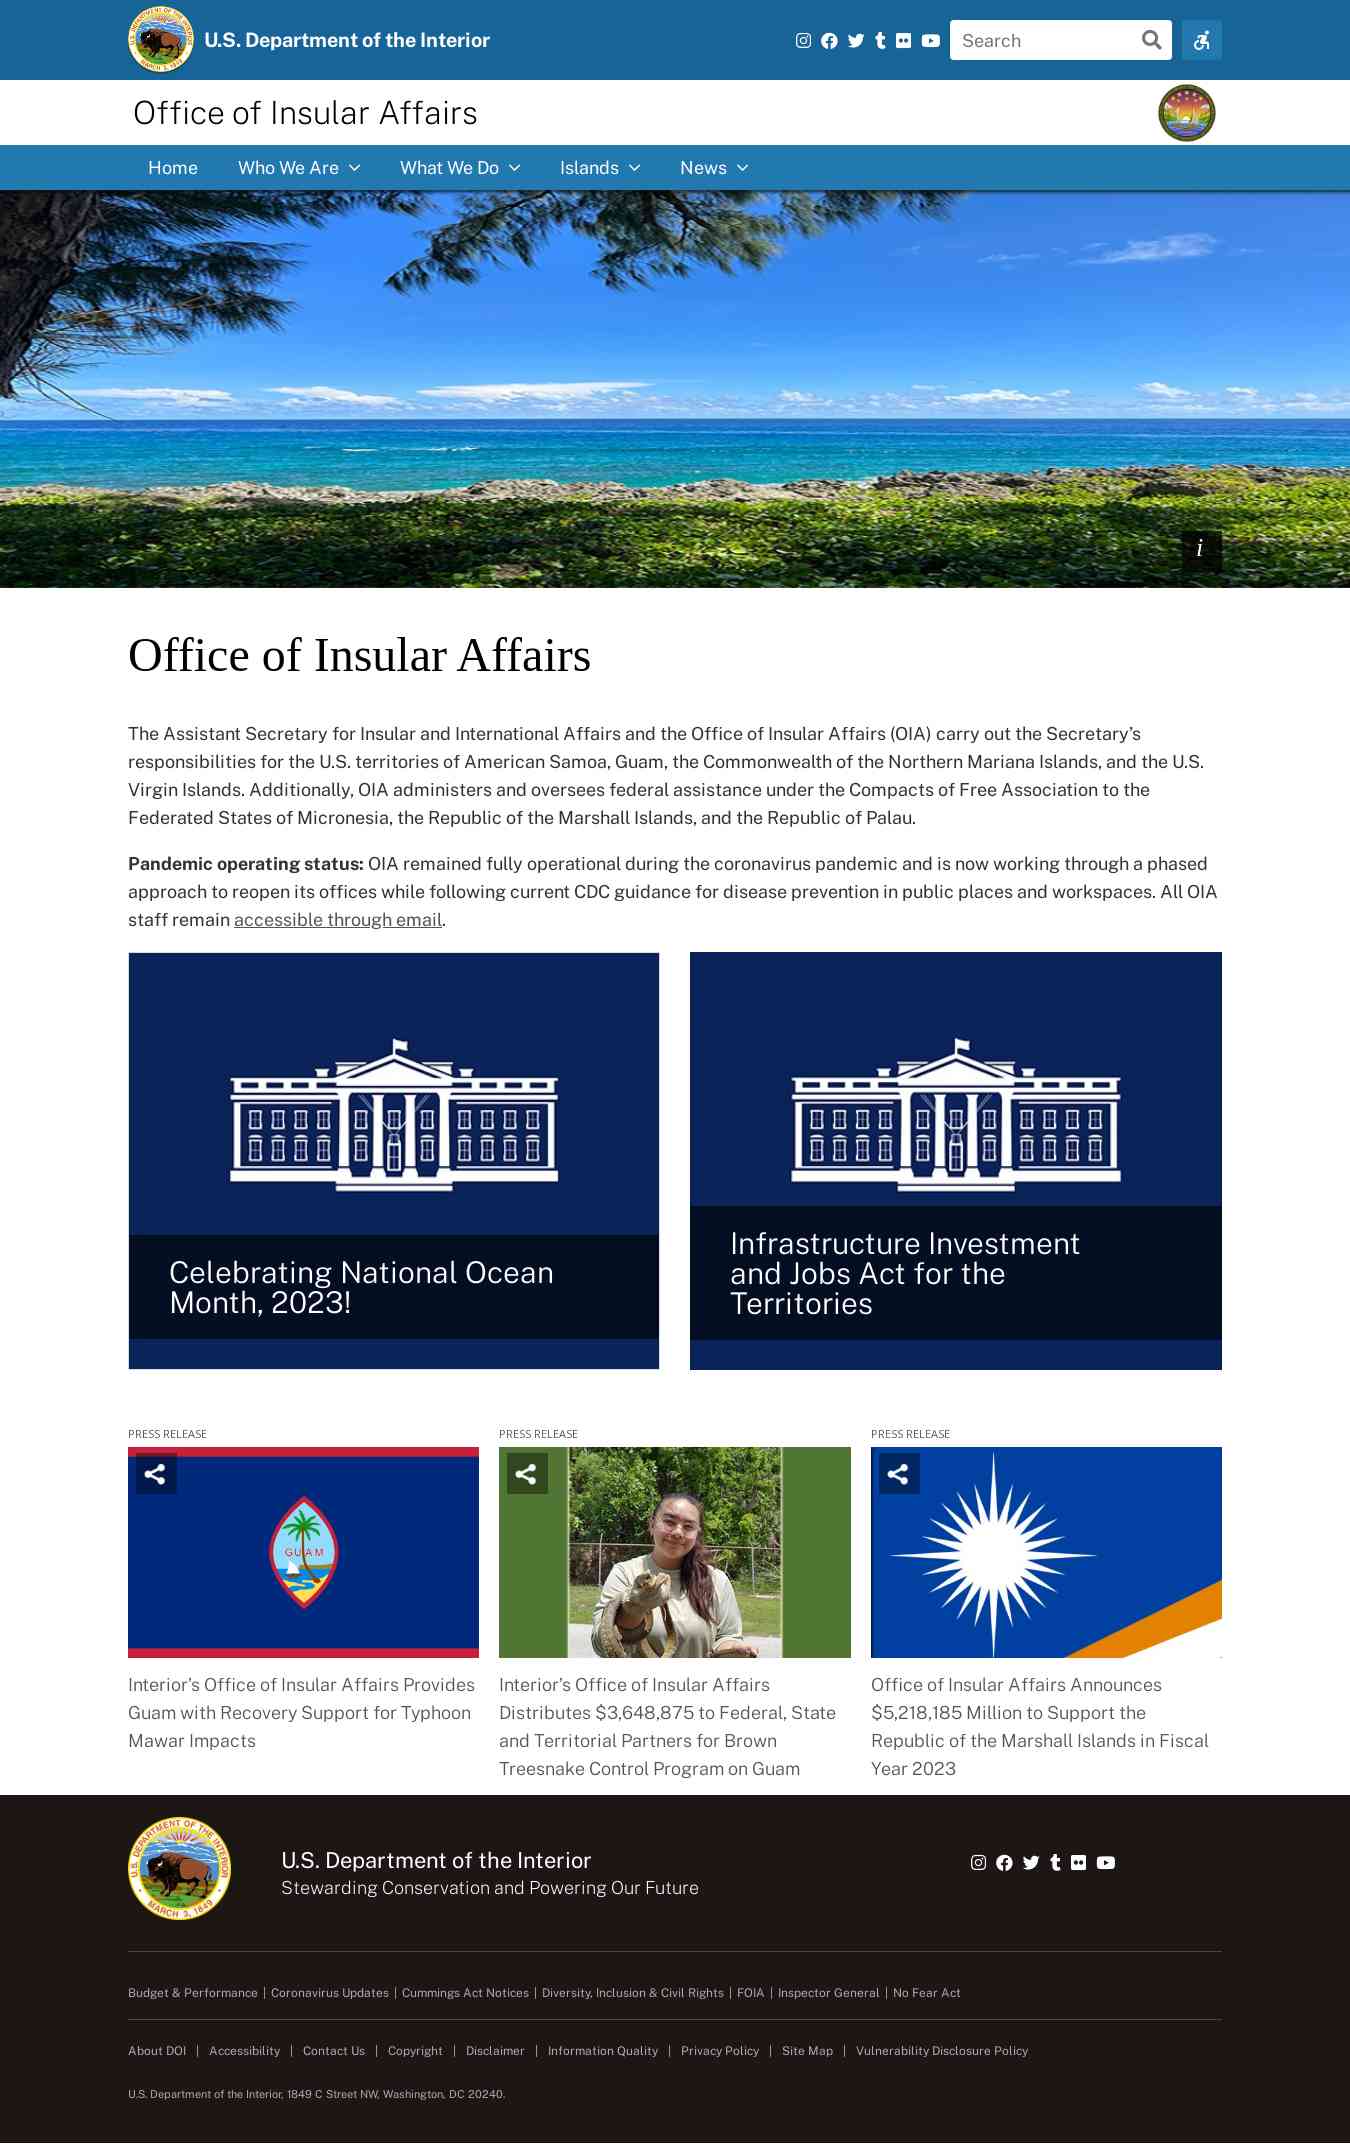 U.S. Department of the Interior
Search
Office of Insular Affairs
Home
Who We Are
What We Do
Islands
News
i
Office of Insular Affairs
The Assistant Secretary for Insular and International Affairs and the Office of Insular Affairs (OIA) carry out the Secretary's
responsibilities for the U.S. territories of American Samoa, Guam, the Commonwealth of the Northern Mariana Islands, and the U.S.
Virgin Islands. Additionally, OIA administers and oversees federal assistance under the Compacts of Free Association to the
Federated States of Micronesia, the Republic of the Marshall Islands, and the Republic of Palau.
Pandemic operating status: OIA remained fully operational during the coronavirus pandemic and is now working through a phased
approach to reopen its offices while following current CDC guidance for disease prevention in public places and workspaces. All OIA
staff remain accessible through email.
Celebrating National Ocean
Month, 2023!
Infrastructure Investment
and Jobs Act for the
Territories
PRESS RELEASE
GUAM
Interior's Office of Insular Affairs Provides
Guam with Recovery Support for Typhoon
Mawar Impacts
PRESS RELEASE
Interior's Office of Insular Affairs
Distributes $3,648,875 to Federal, State
and Territorial Partners for Brown
Treesnake Control Program on Guam
PRESS RELEASE
Office of Insular Affairs Announces
$5,218,185 Million to Support the
Republic of the Marshall Islands in Fiscal
Year 2023
U.S. DEPARTMENT OF THE INTERIOR
MARCH 3, 1849
U.S. Department of the Interior
Stewarding Conservation and Powering Our Future
Budget & Performance | Coronavirus Updates | Cummings Act Notices | Diversity, Inclusion & Civil Rights | FOIA | Inspector General | No Fear Act
About DOI | Accessibility | Contact Us | Copyright | Disclaimer | Information Quality | Privacy Policy | Site Map | Vulnerability Disclosure Policy
U.S. Department of the Interior, 1849 C Street NW, Washington, DC 20240.